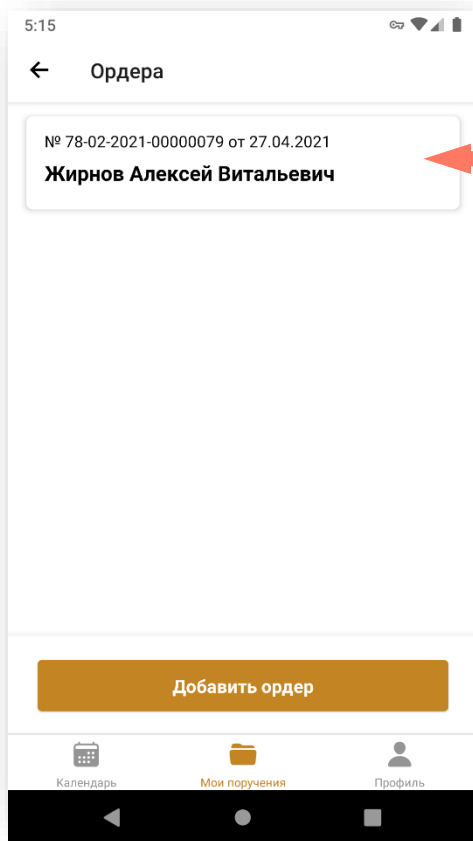 5:15
Ордера
№ 78-02-2021-00000079 от 27.04.2021
Жирнов Алексей Витальевич
Добавить ордер
Календарь
Мои поручения
Профиль